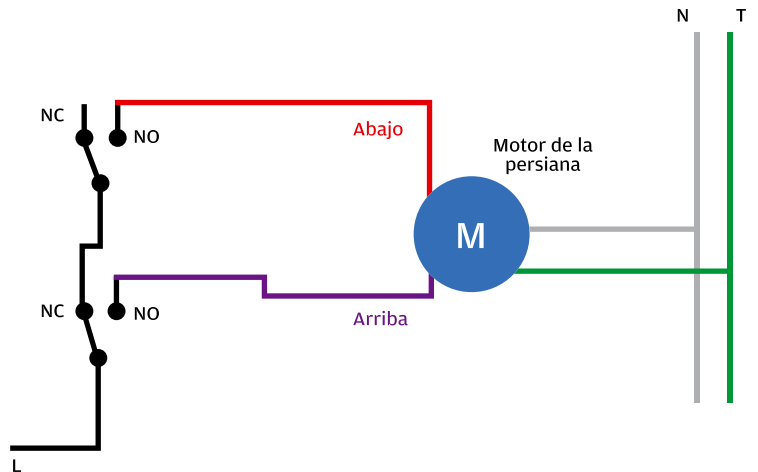 N
T
NC
NO
Abajo
Motor de la
persiana
M
NC
NO
Arriba
L